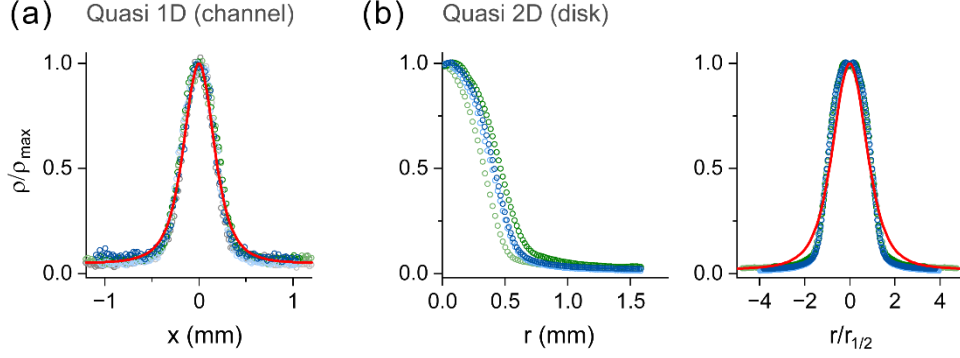 (a) Quasi 1D (channel)
(b) Quasi 2D (disk)
ρ/ρmax
1.0
0.5
0.0
−1 0 1
x (mm)
1.0
0.5
0.0
0.0 0.5 1.0 1.5
r (mm)
1.0
0.5
0.0
−4 −2 0 2 4
r/r1/2